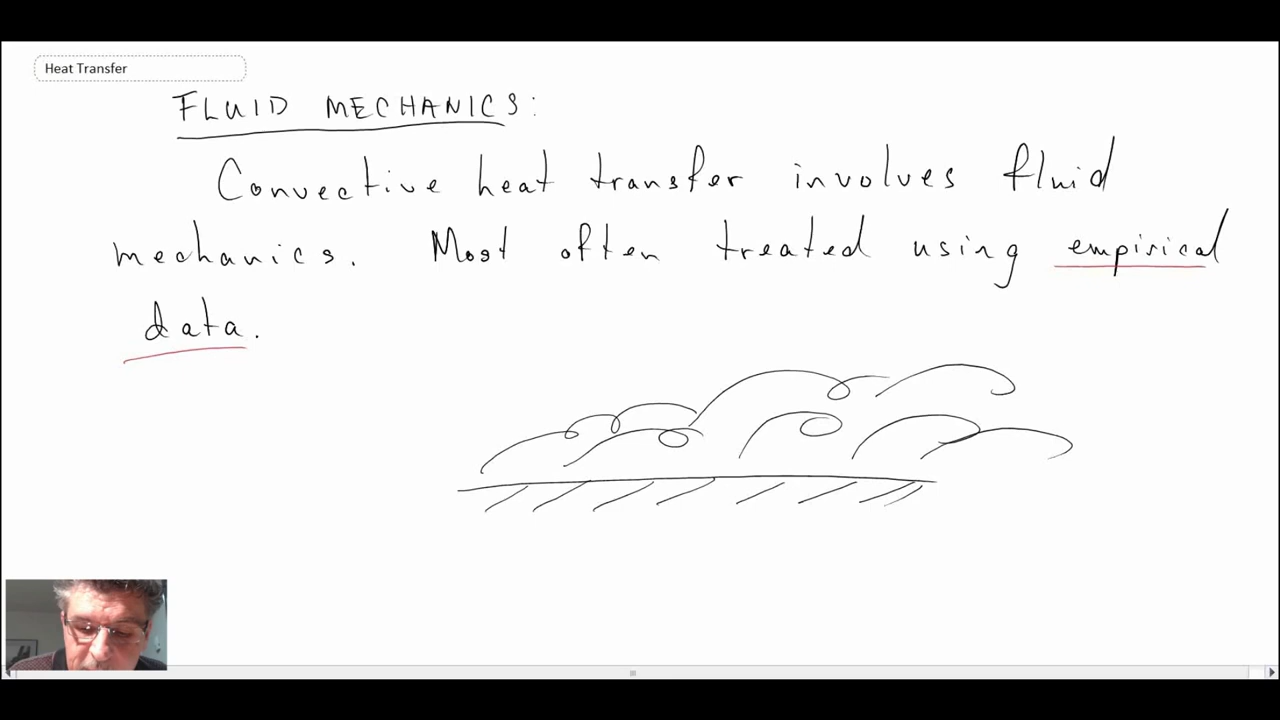 Heat Transfer
FLUID MECHANICS:
Convective heat transfer involves fluid
mechanics. Most often treated using empirical
data.